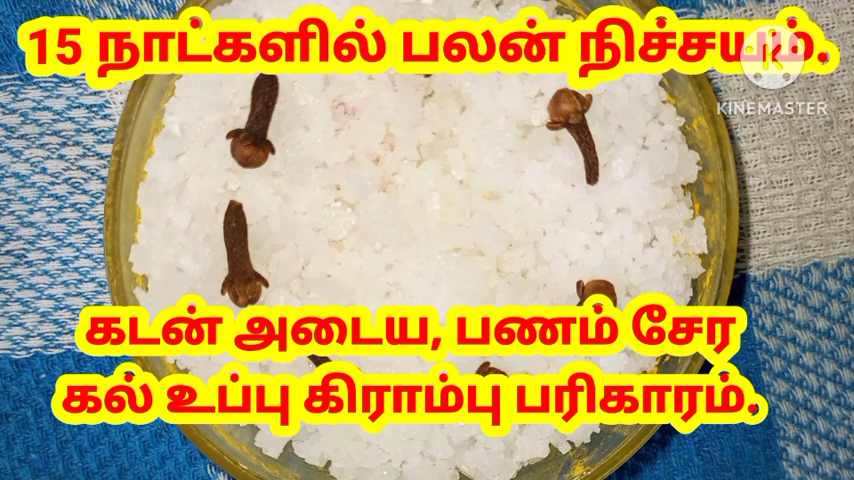 15 நாட்களில் பலன் நிச்சயம்.
KINEMASTER
கடன் அடைய, பணம் சேர
கல் உப்பு கிராம்பு பரிகாரம்.